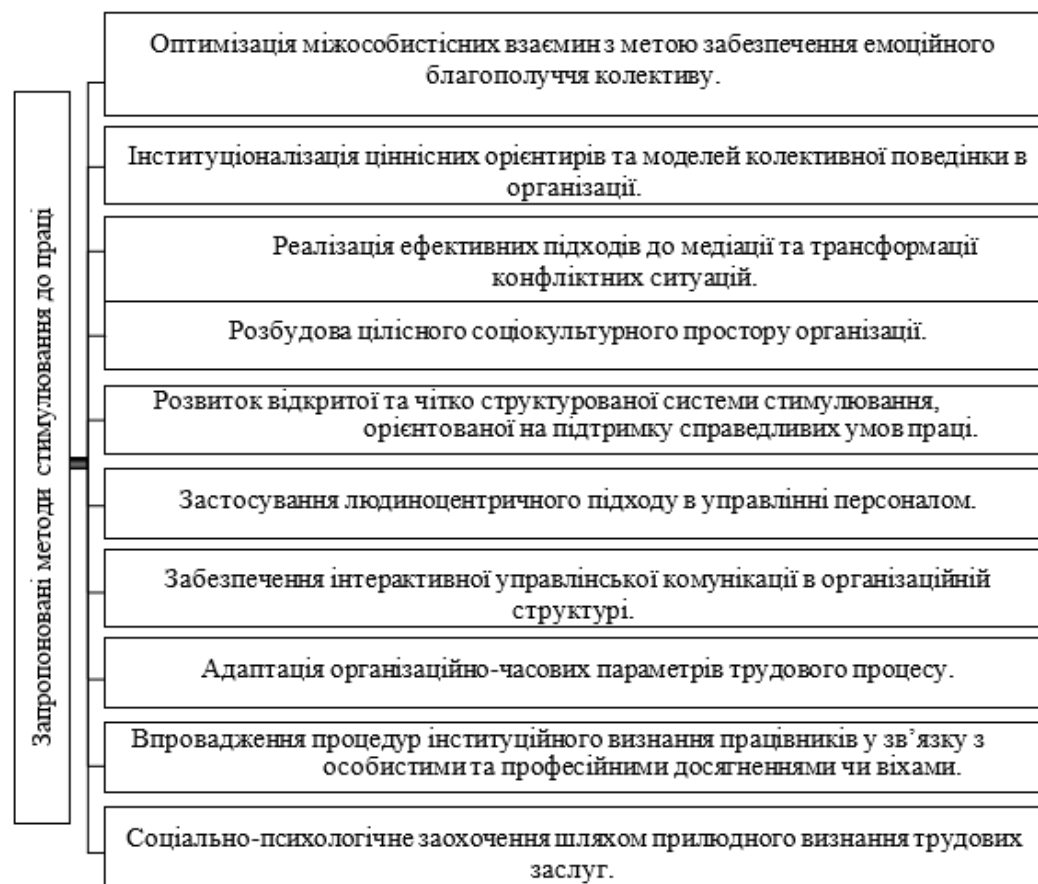 Запропоновані методи стимулювання до праці
Оптимізація міжособистісних взаємин з метою забезпечення емоційного
благополуччя колективу.
Інституціоналізація ціннісних орієнтирів та моделей колективної поведінки в
організації.
Реалізація ефективних підходів до медіації та трансформації
конфліктних ситуацій.
Розбудова цілісного соціокультурного простору організації.
Розвиток відкритої та чітко структурованої системи стимулювання,
орієнтованої на підтримку справедливих умов праці.
Застосування людиноцентричного підходу в управлінні персоналом.
Забезпечення інтерактивної управлінської комунікації в організаційній
структурі.
Адаптація організаційно-часових параметрів трудового процесу.
Впровадження процедур інституційного визнання працівників у зв’язку з
особистими та професійними досягненнями чи віхами.
Соціально-психологічне заохочення шляхом прилюдного визнання трудових
заслуг.